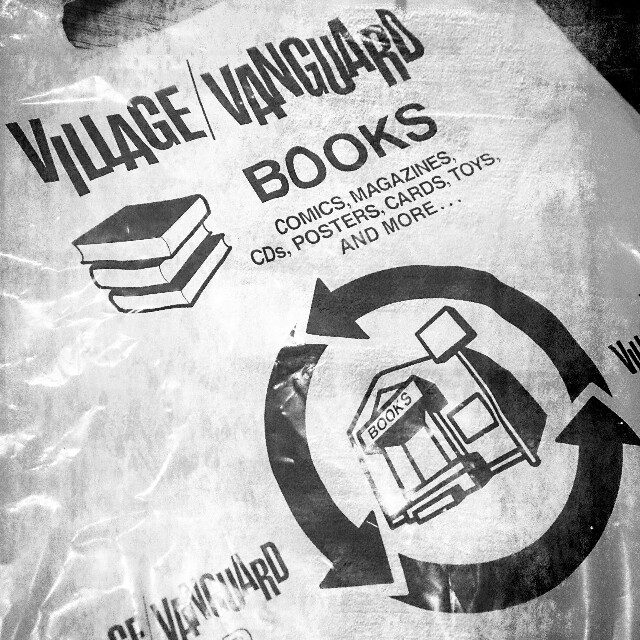 VILLAGE/VANGUARD
BOOKS
COMICS, MAGAZINES,
CDs, POSTERS, CARDS, TOYS,
AND MORE....
BOOKS
VANGUARD